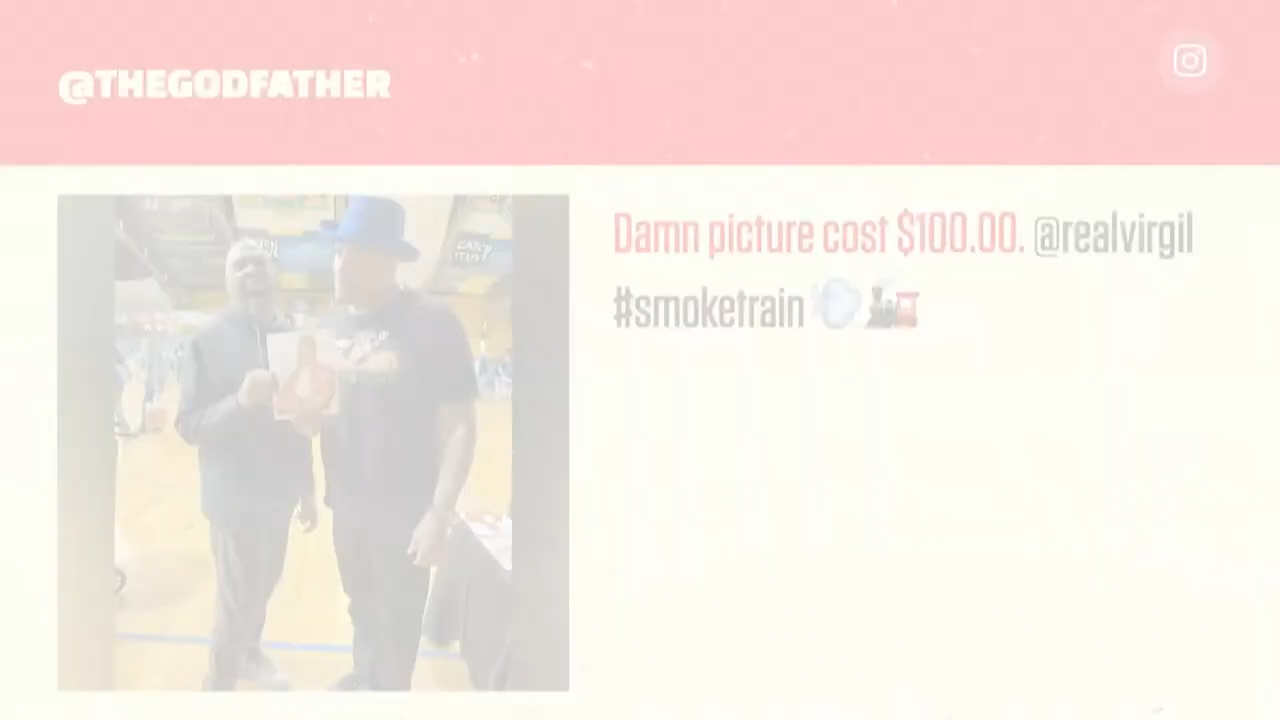 @THEGODFATHER
Damn picture cost $100.00. @realvirgil
#smoketrain 💨🚂